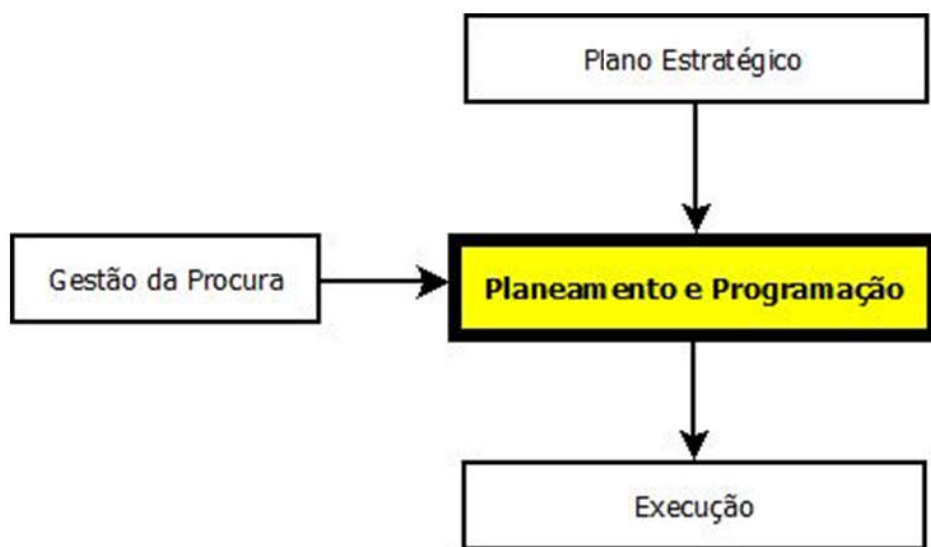 Plano Estratégico
Gestão da Procura
Planeamento e Programação
Execução